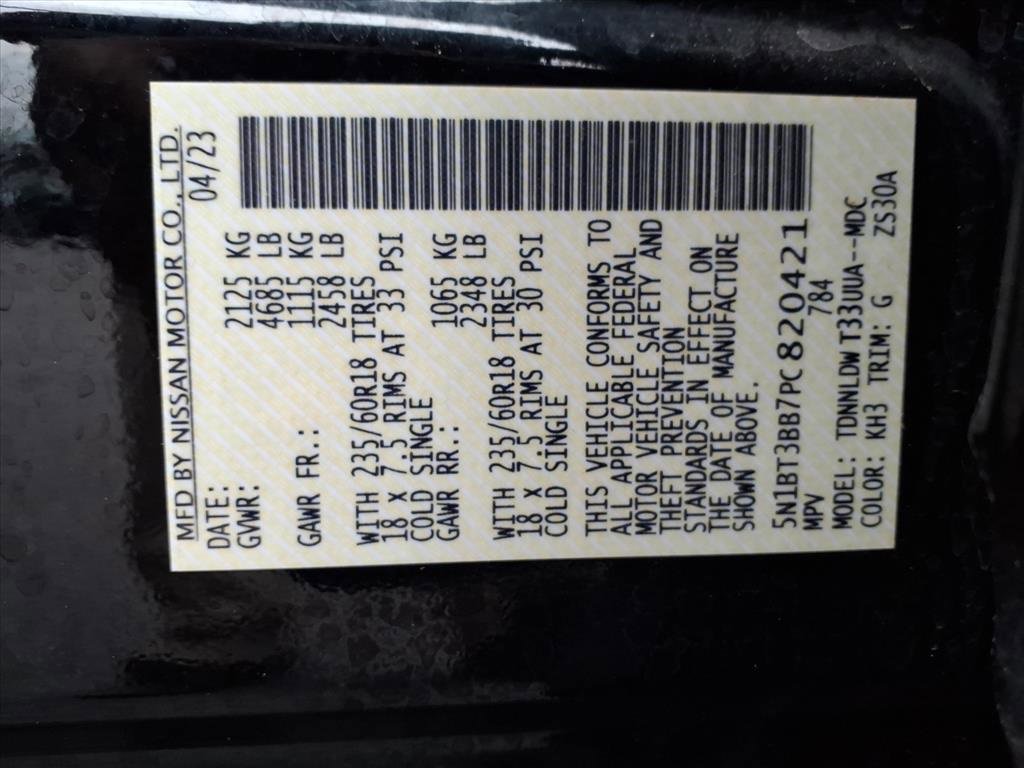 MFD BY NISSAN MOTOR CO., LTD.
DATE: 04/23
GVWR: 2125 KG
4685 LB
GAWR FR.: 1115 KG
2458 LB
WITH 235/60R18 TIRES
18 X 7.5 RIMS AT 33 PSI
COLD SINGLE
GAWR RR.: 1065 KG
2348 LB
WITH 235/60R18 TIRES
18 X 7.5 RIMS AT 30 PSI
COLD SINGLE
THIS VEHICLE CONFORMS TO
ALL APPLICABLE FEDERAL
MOTOR VEHICLE SAFETY AND
THEFT PREVENTION
STANDARDS IN EFFECT ON
THE DATE OF MANUFACTURE
SHOWN ABOVE.
5N1BT3BB7PC820421
MPV 784
MODEL: TDNNLDW T33UUA--MDC
COLOR: KH3 TRIM: G ZS30A